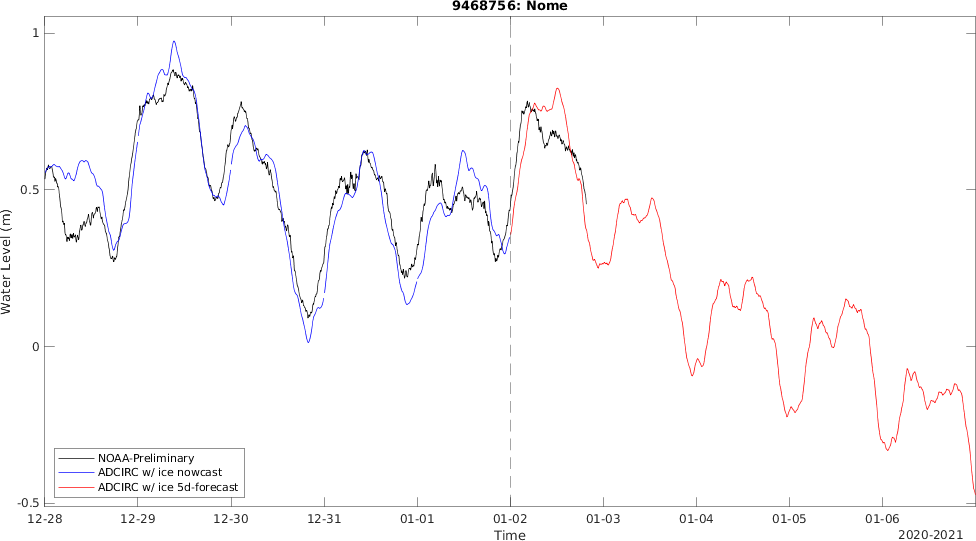 9468756: Nome
1
0.5
0
-0.5
Water Level (m)
NOAA-Preliminary
ADCIRC w/ ice nowcast
ADCIRC w/ ice 5d-forecast
12-28 12-29 12-30 12-31 01-01 01-02 01-03 01-04 01-05 01-06
Time
2020-2021